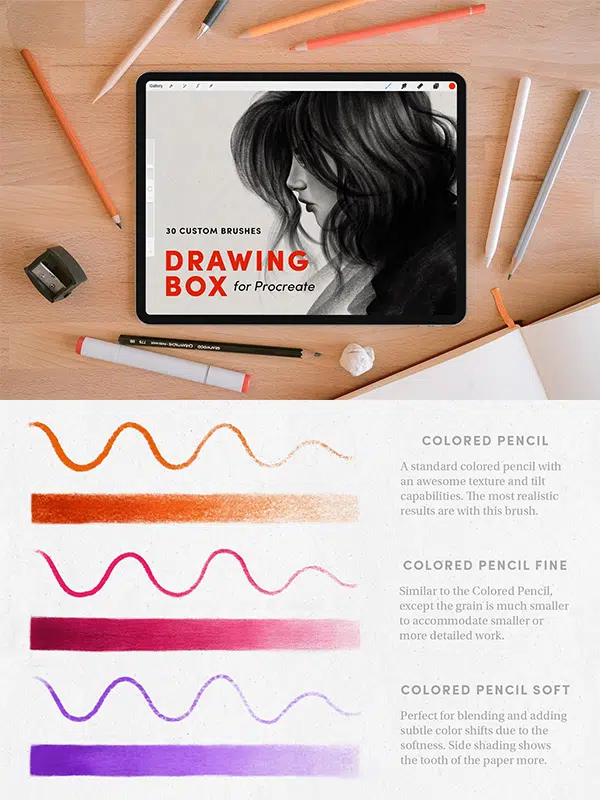 Gallery
30 CUSTOM BRUSHES
DRAWING
BOX for Procreate
COLORED PENCIL
A standard colored pencil with
an awesome texture and tilt
capabilities. The most realistic
results are with this brush.
COLORED PENCIL FINE
Similar to the Colored Pencil,
except the grain is much smaller
to accommodate smaller or
more detailed work.
COLORED PENCIL SOFT
Perfect for blending and adding
subtle color shifts due to the
softness. Side shading shows
the tooth of the paper more.